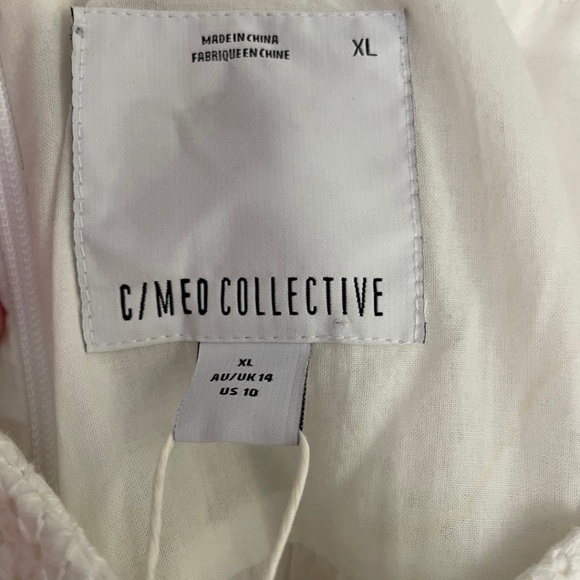 MADE IN CHINA
FABRIQUE EN CHINE
XL
C/MEO COLLECTIVE
XL
AU/UK 14
US 10